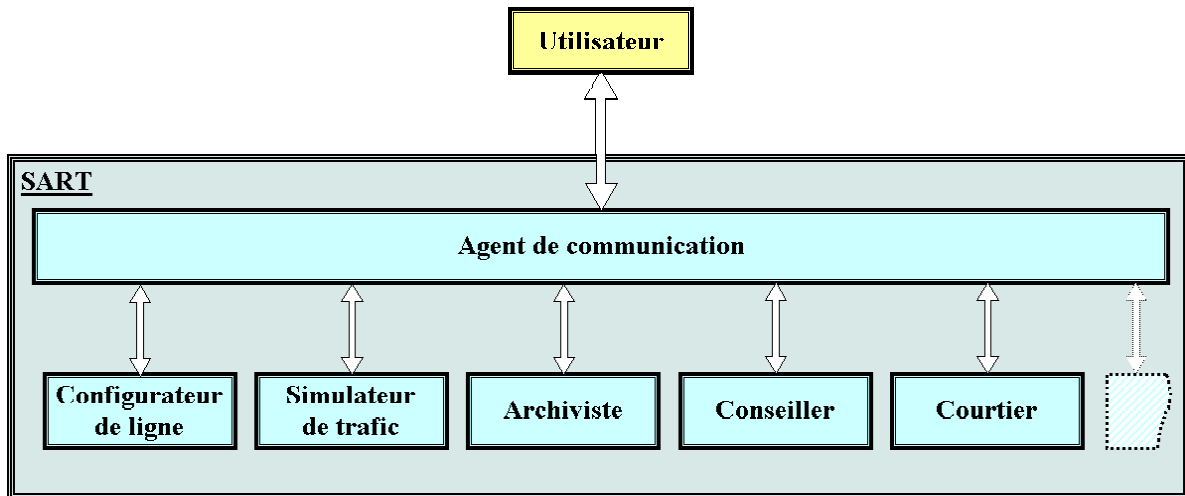 Utilisateur
SART
Agent de communication
Configurateur
de ligne
Simulateur
de trafic
Archiviste
Conseiller
Courtier